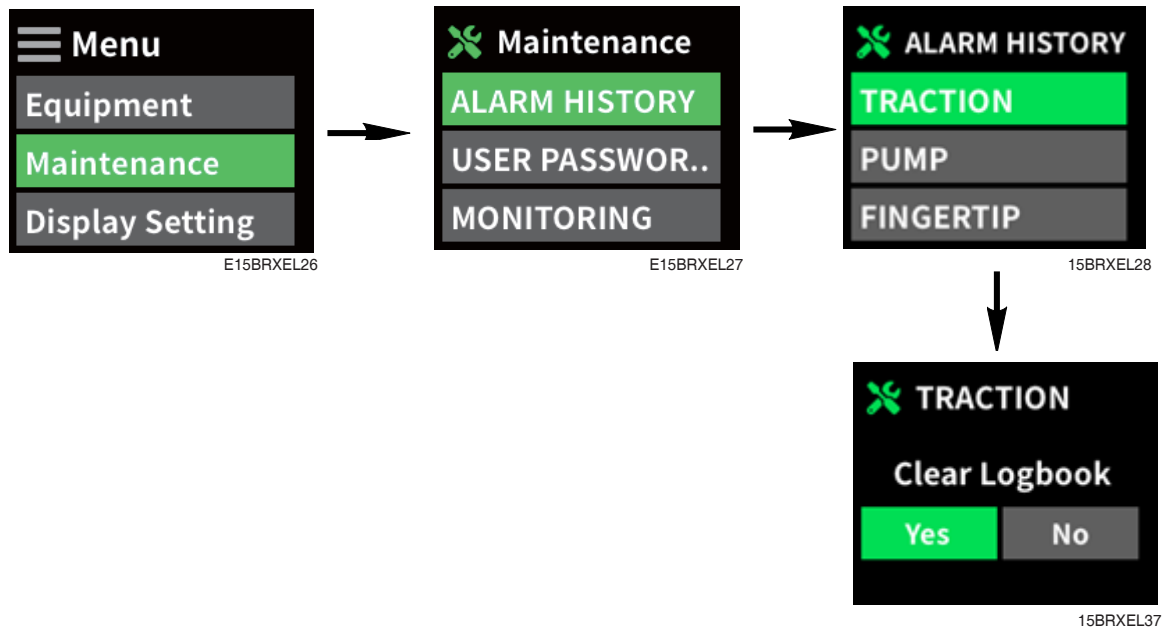 Menu
Equipment
Maintenance
Display Setting
E15BRXEL26
Maintenance
ALARM HISTORY
USER PASSWOR..
MONITORING
E15BRXEL27
ALARM HISTORY
TRACTION
PUMP
FINGERTIP
15BRXEL28
TRACTION
Clear Logbook
Yes No
15BRXEL37